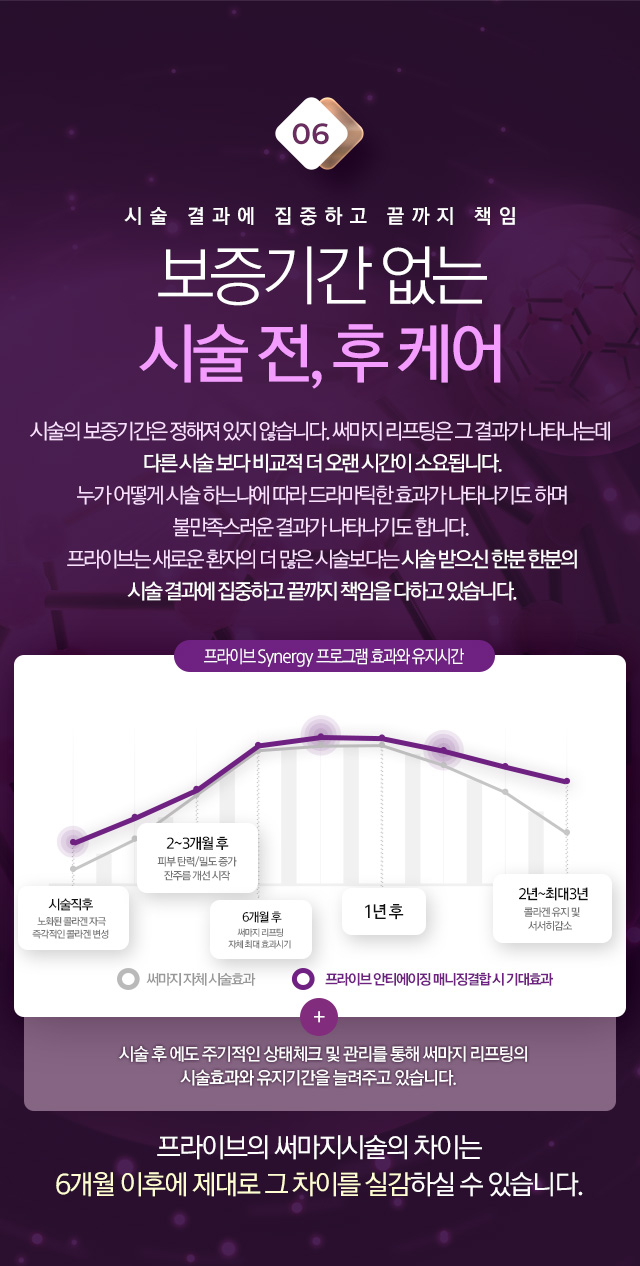 06
시술 결과에 집중하고 끝까지 책임
보증기간 없는
시술 전, 후 케어
시술의 보증기간은 정해져 있지 않습니다. 써마지 리프팅은 그 결과가 나타나는데
다른 시술 보다 비교적 더 오랜 시간이 소요됩니다.
누가 어떻게 시술 하느냐에 따라 드라마틱한 효과가 나타나기도 하며
불만족스러운 결과가 나타나기도 합니다.
프라이브는 새로운 환자의 더 많은 시술보다는 시술 받으신 한분 한분의
시술 결과에 집중하고 끝까지 책임을 다하고 있습니다.
프라이브 Synergy 프로그램 효과와 유지시간
시술직후
노화된 콜라겐 자극
즉각적인 콜라겐 변성
2~3개월 후
피부 탄력/밀도 증가
잔주름 개선 시작
6개월 후
써마지 리프팅
자체 최대 효과시기
1년 후
2년~최대3년
콜라겐 유지 및
서서히감소
써마지 자체 시술효과
프라이브 안티에이징 매니징결합 시 기대효과
+
시술 후 에도 주기적인 상태체크 및 관리를 통해 써마지 리프팅의
시술효과와 유지기간을 늘려주고 있습니다.
프라이브의 써마지시술의 차이는
6개월 이후에 제대로 그 차이를 실감하실 수 있습니다.